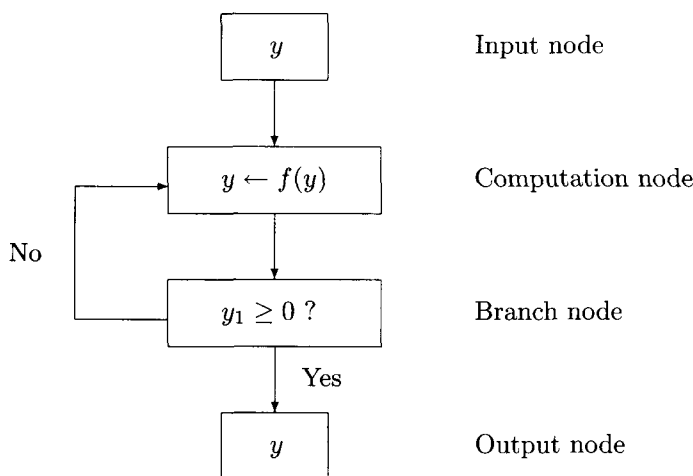 y Input node
y ← f(y) Computation node
No
y₁ ≥ 0 ? Branch node
Yes
y Output node